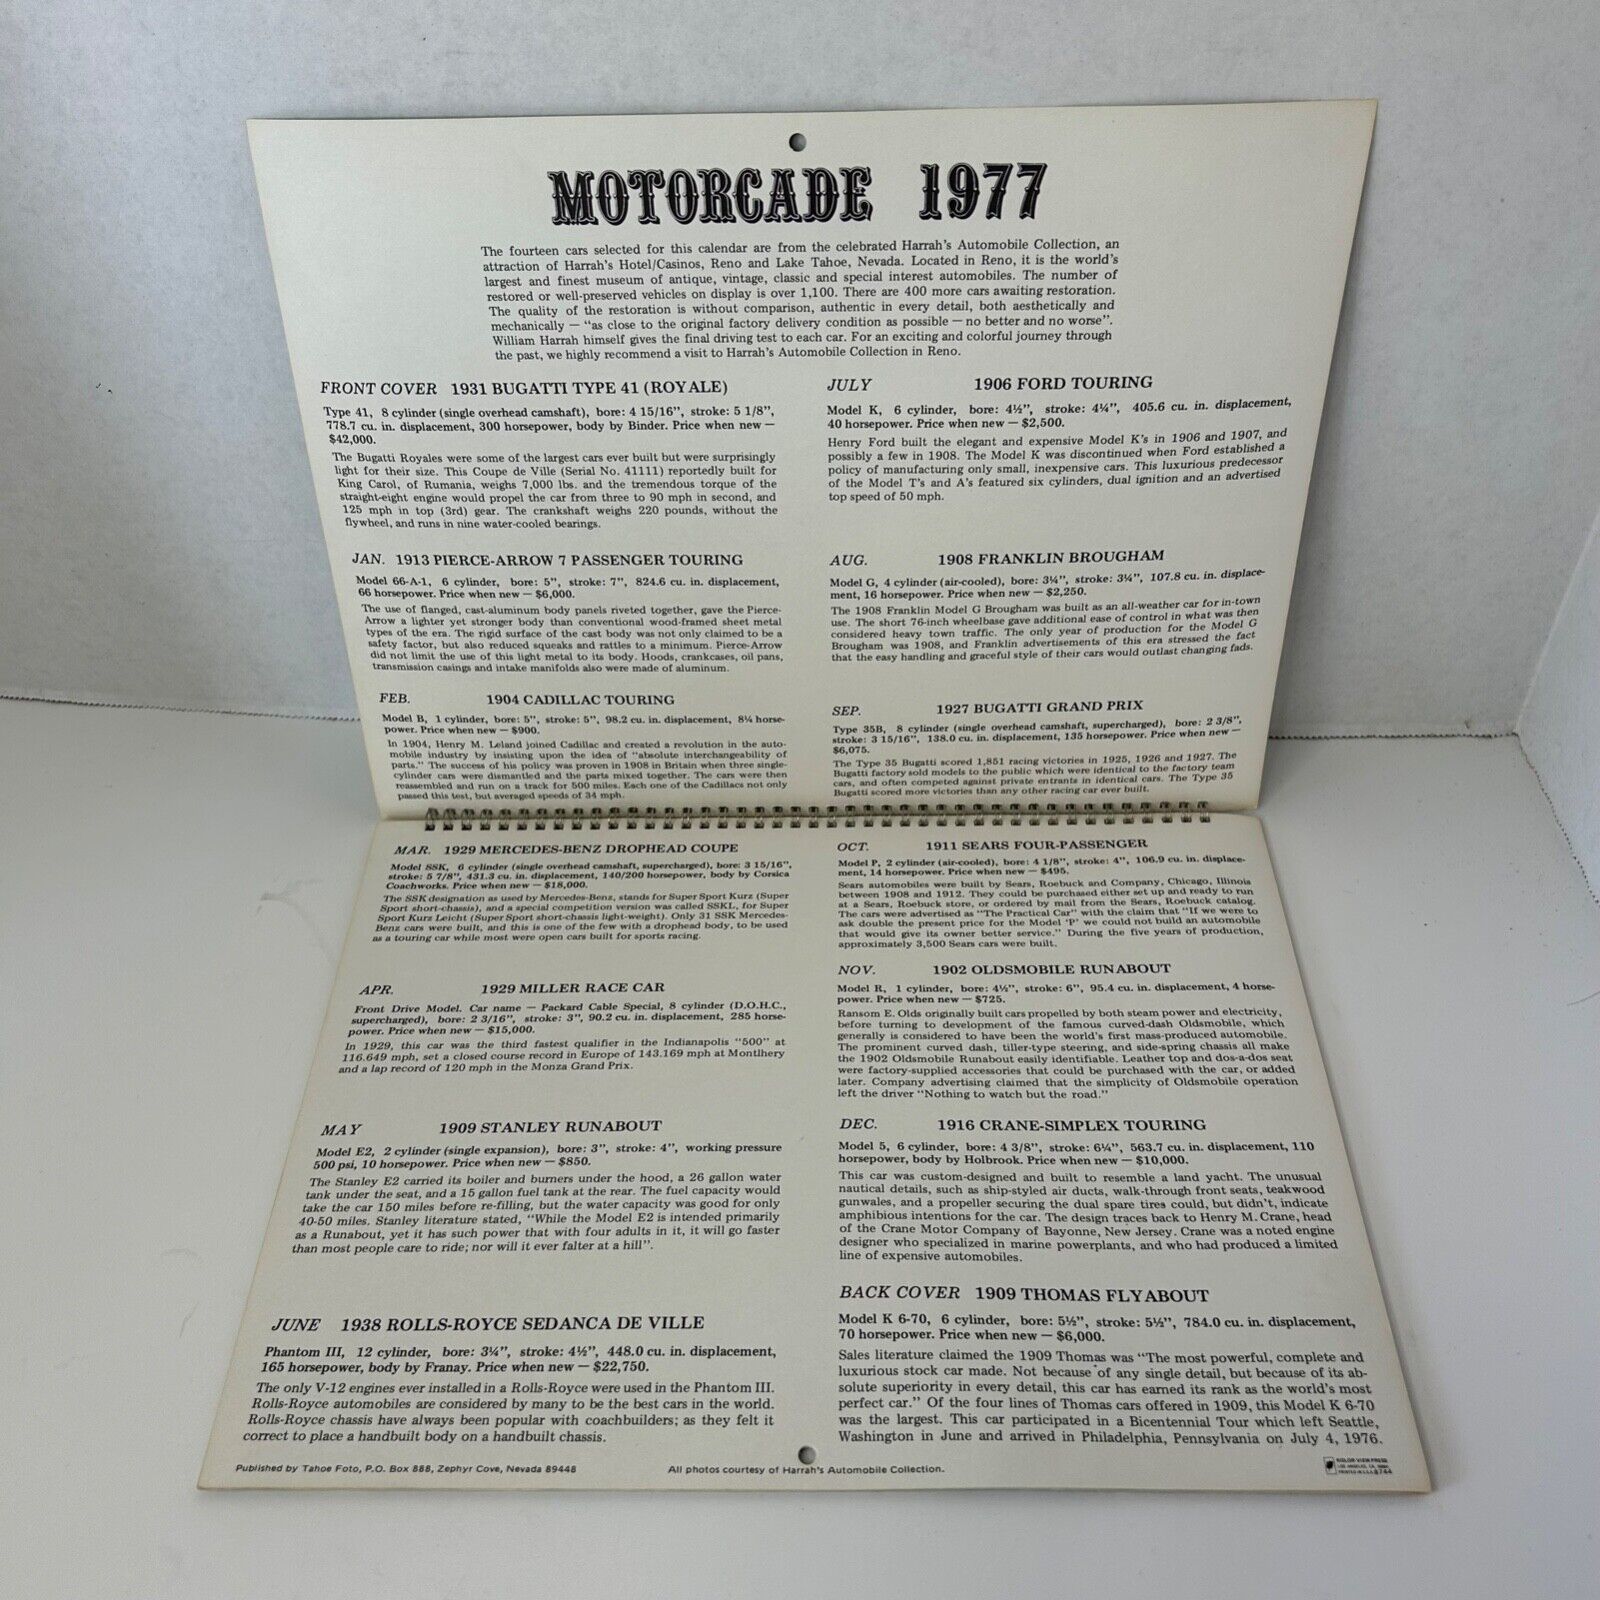 MOTORCADE 1977
The fourteen cars selected for this calendar are from the celebrated Harrah's Automobile Collection, an
attraction of Harrah's Hotel/Casinos, Reno and Lake Tahoe, Nevada. Located in Reno, it is the world's
largest and finest museum of antique, vintage, classic and special interest automobiles. The number of
restored or well-preserved vehicles on display is over 1,100. There are 400 more cars awaiting restoration.
The quality of the restoration is without comparison, authentic in every detail, both aesthetically and
mechanically — "as close to the original factory delivery condition as possible — no better and no worse".
William Harrah himself gives the final driving test to each car. For an exciting and colorful journey through
the past, we highly recommend a visit to Harrah's Automobile Collection in Reno.
FRONT COVER 1931 BUGATTI TYPE 41 (ROYALE)
Type 41, 8 cylinder (single overhead camshaft), bore: 4 15/16", stroke: 5 1/8",
778.7 cu. in. displacement, 300 horsepower, body by Binder. Price when new —
$42,000.
The Bugatti Royales were some of the largest cars ever built but were surprisingly
light for their size. This Coupe de Ville (Serial No. 41111) reportedly built for
King Carol, of Rumania, weighs 7,000 lbs. and the tremendous torque of the
straight-eight engine would propel the car from three to 90 mph in second, and
125 mph in top (3rd) gear. The crankshaft weighs 220 pounds, without the
flywheel, and runs in nine water-cooled bearings.
JAN. 1913 PIERCE-ARROW 7 PASSENGER TOURING
Model 66-A-1, 6 cylinder, bore: 5", stroke: 7", 824.6 cu. in. displacement,
66 horsepower. Price when new — $6,000.
The use of flanged, cast-aluminum body panels riveted together, gave the Pierce-
Arrow a lighter yet stronger body than conventional wood-framed sheet metal
types of the era. The rigid surface of the cast body was not only claimed to be a
safety factor, but also reduced squeaks and rattles to a minimum. Pierce-Arrow
did not limit the use of this light metal to its body. Hoods, crankcases, oil pans,
transmission casings and intake manifolds also were made of aluminum.
FEB. 1904 CADILLAC TOURING
Model B, 1 cylinder, bore: 5", stroke: 5", 98.2 cu. in. displacement, 8¼ horse-
power. Price when new — $900.
In 1904, Henry M. Leland joined Cadillac and created a revolution in the auto-
mobile industry by insisting upon the idea of "absolute interchangeability of
parts." The success of his policy was proven in 1908 in Britain when three single-
cylinder cars were dismantled and the parts mixed together. The cars were then
reassembled and run on a track for 500 miles. Each one of the Cadillacs not only
passed this test, but averaged speeds of 34 mph.
MAR. 1929 MERCEDES-BENZ DROPHEAD COUPE
Model SSK, 6 cylinder (single overhead camshaft, supercharged), bore: 3 15/16",
stroke: 5 7/8", 431.3 cu. in. displacement, 140/200 horsepower, body by Corsica
Coachworks. Price when new — $18,000.
The SSK designation as used by Mercedes-Benz, stands for Super Sport Kurz (Super
Sport short-chassis), and a special competition version was called SSKL, for Super
Sport Kurz Leicht (Super Sport short-chassis light-weight). Only 31 SSK Mercedes-
Benz cars were built, and this is one of the few with a drophead body, to be used
as a touring car while most were open cars built for sports racing.
APR. 1929 MILLER RACE CAR
Front Drive Model. Car name — Packard Cable Special, 8 cylinder (D.O.H.C.,
supercharged), bore: 2 3/16", stroke: 3", 90.2 cu. in. displacement, 285 horse-
power. Price when new — $15,000.
In 1929, this car was the third fastest qualifier in the Indianapolis "500" at
116.649 mph, set a closed course record in Europe of 143.169 mph at Montlhery
and a lap record of 120 mph in the Monza Grand Prix.
MAY 1909 STANLEY RUNABOUT
Model E2, 2 cylinder (single expansion), bore: 3", stroke: 4", working pressure
500 psi, 10 horsepower. Price when new — $850.
The Stanley E2 carried its boiler and burners under the hood, a 26 gallon water
tank under the seat, and a 15 gallon fuel tank at the rear. The fuel capacity would
take the car 150 miles before re-filling, but the water capacity was good for only
40-50 miles. Stanley literature stated, "While the Model E2 is intended primarily
as a Runabout, yet it has such power that with four adults in it, it will go faster
than most people care to ride; nor will it ever falter at a hill".
JUNE 1938 ROLLS-ROYCE SEDANCA DE VILLE
Phantom III, 12 cylinder, bore: 3¼", stroke: 4½", 448.0 cu. in. displacement,
165 horsepower, body by Franay. Price when new — $22,750.
The only V-12 engines ever installed in a Rolls-Royce were used in the Phantom III.
Rolls-Royce automobiles are considered by many to be the best cars in the world.
Rolls-Royce chassis have always been popular with coachbuilders; as they felt it
correct to place a handbuilt body on a handbuilt chassis.
JULY 1906 FORD TOURING
Model K, 6 cylinder, bore: 4½", stroke: 4¼", 405.6 cu. in. displacement,
40 horsepower. Price when new — $2,500.
Henry Ford built the elegant and expensive Model K's in 1906 and 1907, and
possibly a few in 1908. The Model K was discontinued when Ford established a
policy of manufacturing only small, inexpensive cars. This luxurious predecessor
of the Model T's and A's featured six cylinders, dual ignition and an advertised
top speed of 50 mph.
AUG. 1908 FRANKLIN BROUGHAM
Model G, 4 cylinder (air-cooled), bore: 3¼", stroke: 3¼", 107.8 cu. in. displace-
ment, 16 horsepower. Price when new — $2,250.
The 1908 Franklin Model G Brougham was built as an all-weather car for in-town
use. The short 76-inch wheelbase gave additional ease of control in what was then
considered heavy town traffic. The only year of production for the Model G
Brougham was 1908, and Franklin advertisements of this era stressed the fact
that the easy handling and graceful style of their cars would outlast changing fads.
SEP. 1927 BUGATTI GRAND PRIX
Type 35B, 8 cylinder (single overhead camshaft, supercharged), bore: 2 3/8",
stroke: 3 15/16", 138.0 cu. in. displacement, 135 horsepower. Price when new —
$6,075.
The Type 35 Bugatti scored 1,851 racing victories in 1925, 1926 and 1927. The
Bugatti factory sold models to the public which were identical to the factory team
cars, and often competed against private entrants in identical cars. The Type 35
Bugatti scored more victories than any other racing car ever built.
OCT. 1911 SEARS FOUR-PASSENGER
Model P, 2 cylinder (air-cooled), bore: 4 1/8", stroke: 4", 106.9 cu. in. displace-
ment, 14 horsepower. Price when new — $495.
Sears automobiles were built by Sears, Roebuck and Company, Chicago, Illinois
between 1908 and 1912. They could be purchased either set up and ready to run
at a Sears, Roebuck store, or ordered by mail from the Sears, Roebuck catalog.
The cars were advertised as "The Practical Car" with the claim that "If we were to
ask double the present price for the Model 'P' we could not build an automobile
that would give its owner better service." During the five years of production,
approximately 3,500 Sears cars were built.
NOV. 1902 OLDSMOBILE RUNABOUT
Model R, 1 cylinder, bore: 4½", stroke: 6", 95.4 cu. in. displacement, 4 horse-
power. Price when new — $725.
Ransom E. Olds originally built cars propelled by both steam power and electricity,
before turning to development of the famous curved-dash Oldsmobile, which
generally is considered to have been the world's first mass-produced automobile.
The prominent curved dash, tiller-type steering, and side-spring chassis all make
the 1902 Oldsmobile Runabout easily identifiable. Leather top and dos-a-dos seat
were factory-supplied accessories that could be purchased with the car, or added
later. Company advertising claimed that the simplicity of Oldsmobile operation
left the driver "Nothing to watch but the road."
DEC. 1916 CRANE-SIMPLEX TOURING
Model 5, 6 cylinder, bore: 4 3/8", stroke: 6¼", 563.7 cu. in. displacement, 110
horsepower, body by Holbrook. Price when new — $10,000.
This car was custom-designed and built to resemble a land yacht. The unusual
nautical details, such as ship-styled air ducts, walk-through front seats, teakwood
gunwales, and a propeller securing the dual spare tires could, but didn't, indicate
amphibious intentions for the car. The design traces back to Henry M. Crane, head
of the Crane Motor Company of Bayonne, New Jersey. Crane was a noted engine
designer who specialized in marine powerplants, and who had produced a limited
line of expensive automobiles.
BACK COVER 1909 THOMAS FLYABOUT
Model K 6-70, 6 cylinder, bore: 5½", stroke: 5½", 784.0 cu. in. displacement,
70 horsepower. Price when new — $6,000.
Sales literature claimed the 1909 Thomas was "The most powerful, complete and
luxurious stock car made. Not because of any single detail, but because of its ab-
solute superiority in every detail, this car has earned its rank as the world's most
perfect car." Of the four lines of Thomas cars offered in 1909, this Model K 6-70
was the largest. This car participated in a Bicentennial Tour which left Seattle,
Washington in June and arrived in Philadelphia, Pennsylvania on July 4, 1976.
Published by Tahoe Foto, P.O. Box 888, Zephyr Cove, Nevada 89448
All photos courtesy of Harrah's Automobile Collection.
KOLOR VIEW PRESS
LOS ANGELES, CA.
PRINTED IN U.S.A. 8744